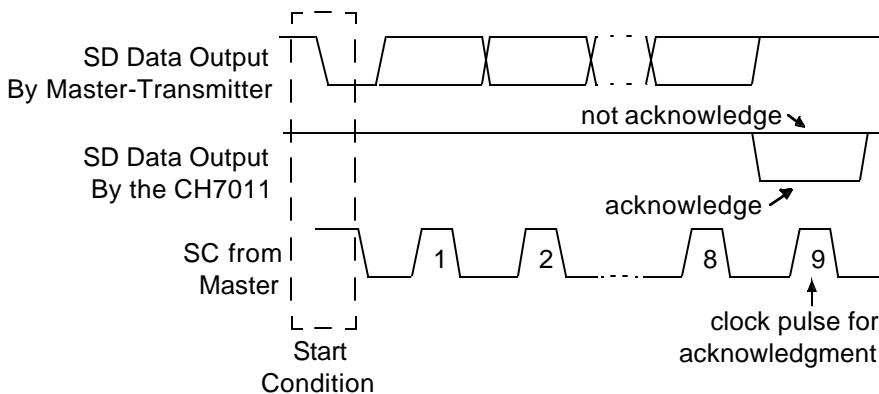 SD Data Output
By Master-Transmitter
not acknowledge
SD Data Output
By the CH7011
acknowledge
SC from
Master
1
2
8
9
clock pulse for
acknowledgment
Start
Condition